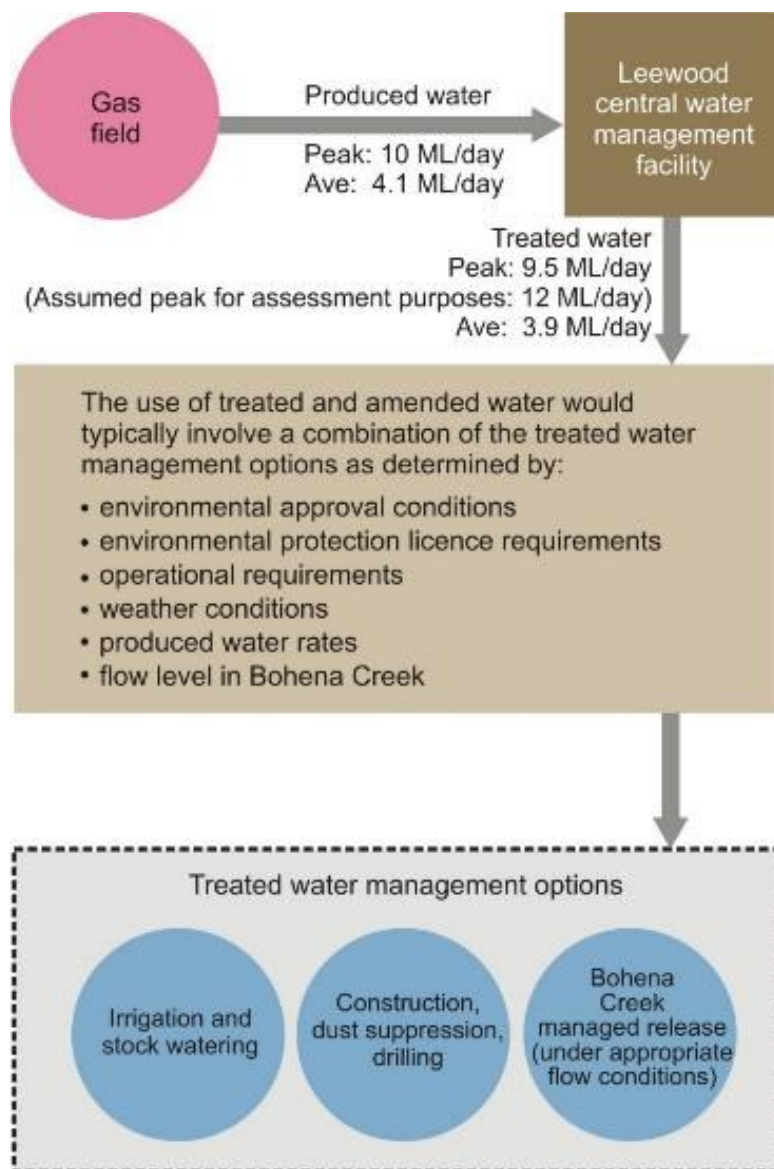 Gas
field
Produced water
Peak: 10 ML/day
Ave: 4.1 ML/day
Leewood
central water
management
facility
Treated water
Peak: 9.5 ML/day
(Assumed peak for assessment purposes: 12 ML/day)
Ave: 3.9 ML/day
The use of treated and amended water would
typically involve a combination of the treated water
management options as determined by:
• environmental approval conditions
• environmental protection licence requirements
• operational requirements
• weather conditions
• produced water rates
• flow level in Bohena Creek
Treated water management options
Irrigation and
stock watering
Construction,
dust suppression,
drilling
Bohena
Creek
managed release
(under appropriate
flow conditions)